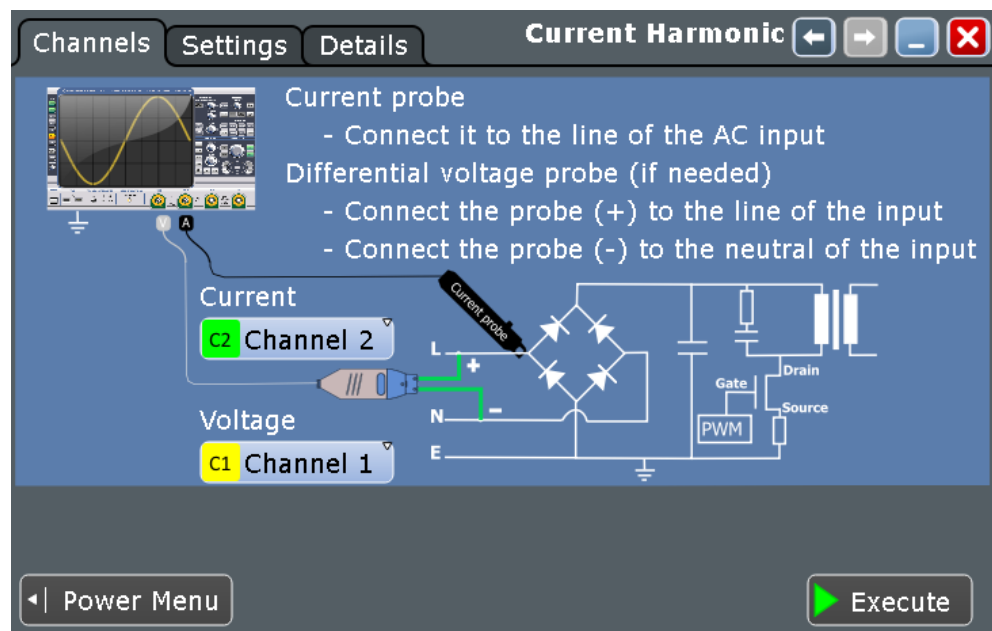 Channels Settings Details Current Harmonic
Current probe
- Connect it to the line of the AC input
Differential voltage probe (if needed)
- Connect the probe (+) to the line of the input
- Connect the probe (-) to the neutral of the input
V A
Current
Current probe
C2 Channel 2
L
+
Drain
Gate
Source
Voltage
N
-
PWM
C1 Channel 1
E
Power Menu
Execute